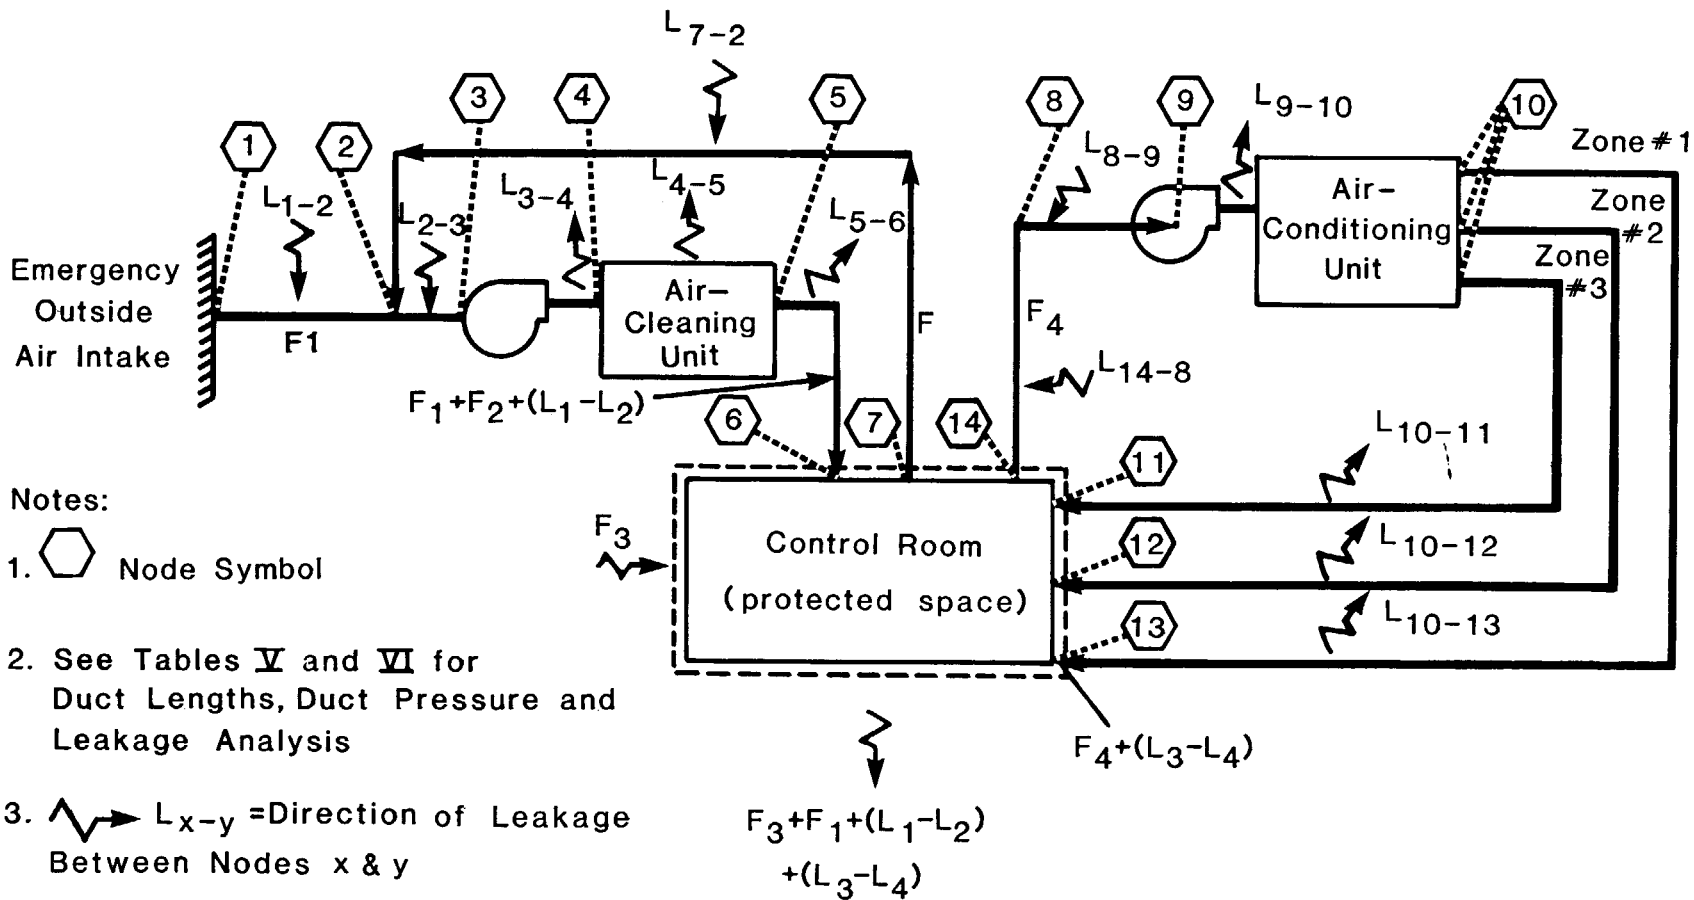 L7-2
3
4
5
8
9
L9-10
10
Zone #1
1
2
L1-2
L2-3
L3-4
L4-5
L5-6
L8-9
Air-
Conditioning
Unit
Zone
#2
Zone
#3
Emergency
Outside
Air Intake
F1
Air-
Cleaning
Unit
F
F4
L14-8
F1+F2+(L1-L2)
6
7
14
11
L10-11
12
L10-12
13
L10-13
F3
Control Room
(protected space)
F4+(L3-L4)
F3+F1+(L1-L2)
+(L3-L4)
Notes:
1. Node Symbol
2. See Tables V and VI for
Duct Lengths, Duct Pressure and
Leakage Analysis
3. Lx-y =Direction of Leakage
Between Nodes x & y